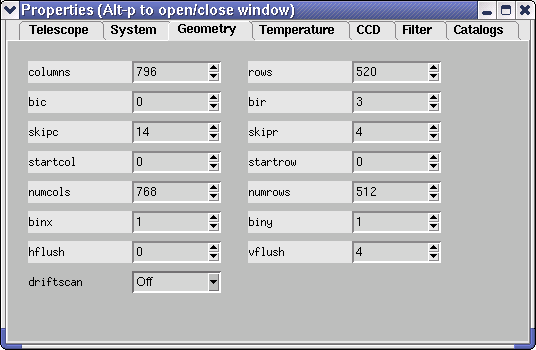 Properties (Alt-p to open/close window)
Telescope System Geometry Temperature CCD Filter Catalogs
columns 796 rows 520
bic 0 bir 3
skipc 14 skipr 4
startcol 0 startrow 0
numcols 768 numrows 512
binx 1 biny 1
hflush 0 vflush 4
driftscan Off